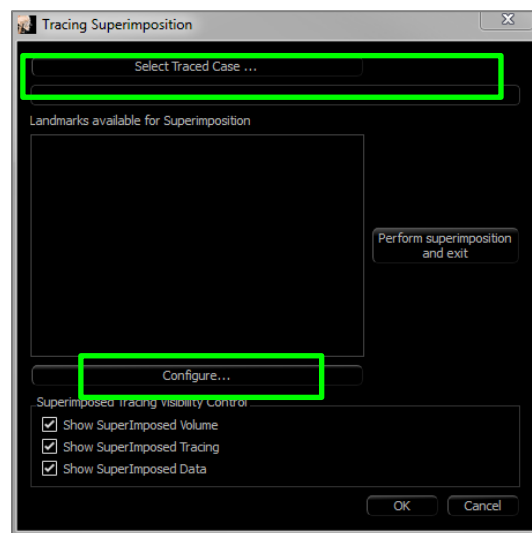 Tracing Superimposition
Select Traced Case ...
Landmarks available for Superimposition
Perform superimposition
and exit
Configure...
Superimposed Tracing Visibility Control
Show SuperImposed Volume
Show SuperImposed Tracing
Show SuperImposed Data
OK
Cancel